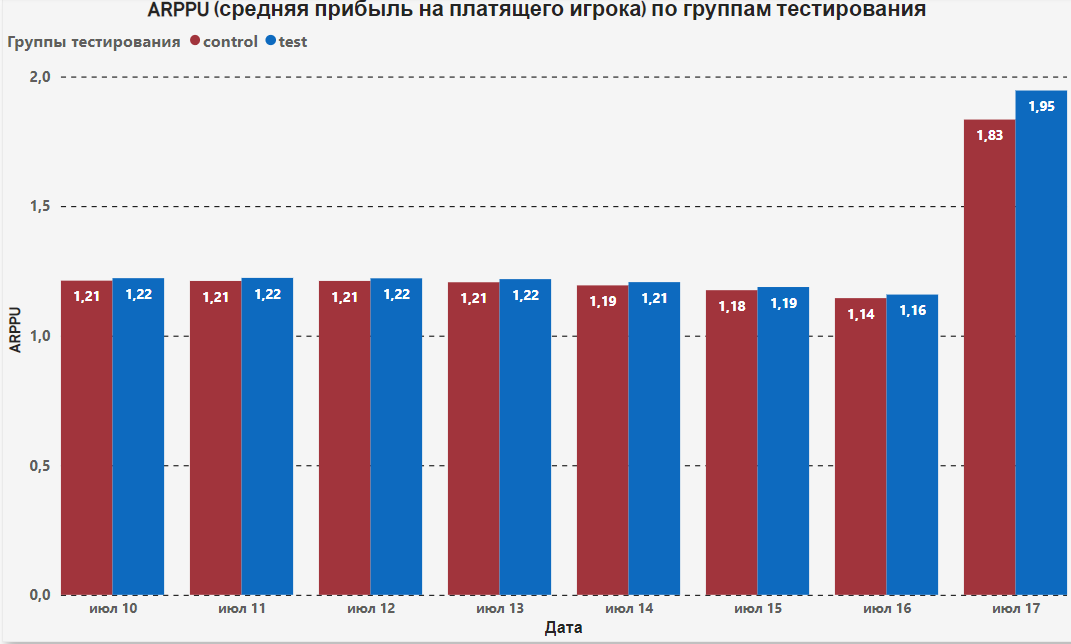 ARPPU (средняя прибыль на платящего игрока) по группам тестирования
Группы тестирования control test
2,0
1,5
1,0
0,5
0,0
ARPPU
1,21 1,22 1,21 1,22 1,21 1,22 1,21 1,22 1,19 1,21 1,18 1,19 1,14 1,16 1,83 1,95
июл 10 июл 11 июл 12 июл 13 июл 14 июл 15 июл 16 июл 17
Дата